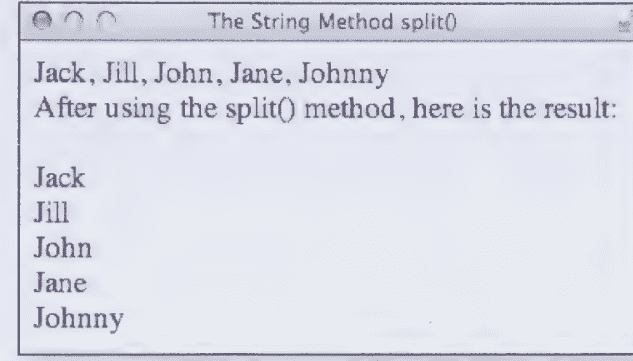 The String Method split()
Jack, Jill, John, Jane, Johnny
After using the split() method, here is the result:
Jack
Jill
John
Jane
Johnny